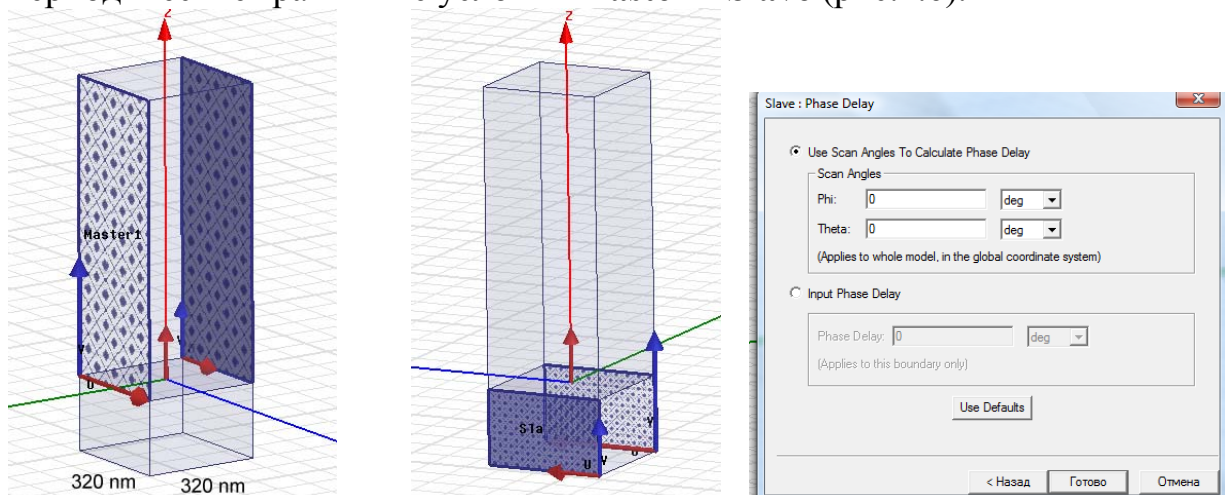 Z
Master1
V
U
V
320 nm
320 nm
Z
Sla
U
V
U
V
Slave : Phase Delay
X
Use Scan Angles To Calculate Phase Delay
Scan Angles
Phi: 0 deg
Theta: 0 deg
(Applies to whole model, in the global coordinate system)
Input Phase Delay
Phase Delay: 0 deg
(Applies to this boundary only)
Use Defaults
< Назад Готово Отмена